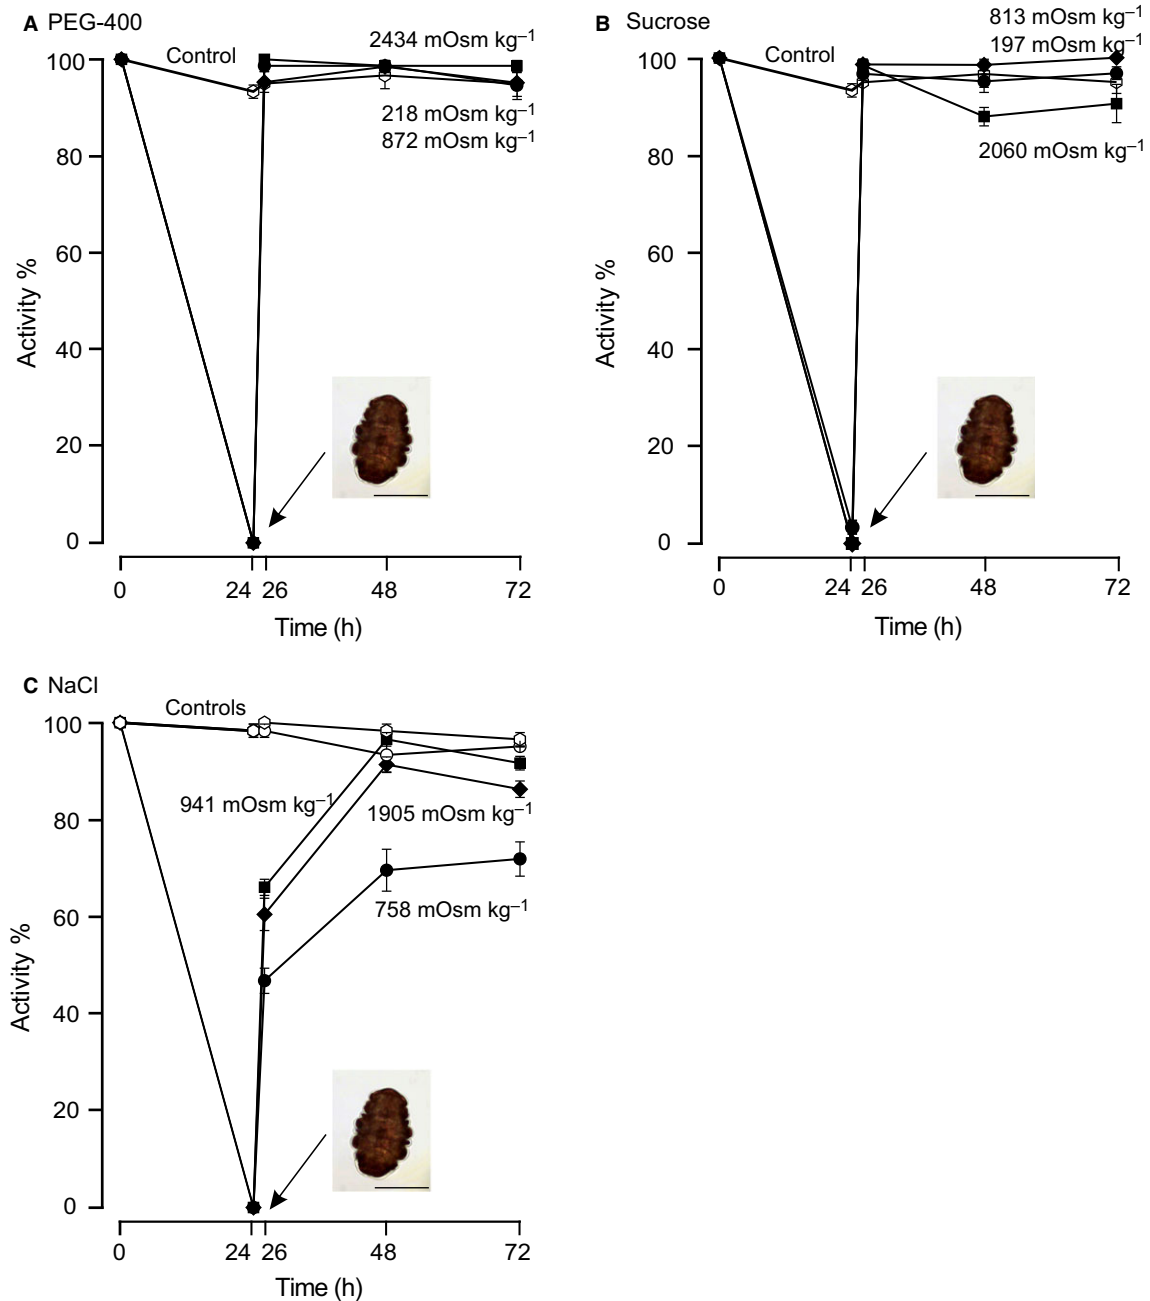 A PEG-400
Control
2434 mOsm kg⁻¹
218 mOsm kg⁻¹
872 mOsm kg⁻¹
Activity %
100
80
60
40
20
0
0 24 26 48 72
Time (h)
B Sucrose
Control
813 mOsm kg⁻¹
197 mOsm kg⁻¹
2060 mOsm kg⁻¹
Activity %
100
80
60
40
20
0
0 24 26 48 72
Time (h)
C NaCl
Controls
941 mOsm kg⁻¹
1905 mOsm kg⁻¹
758 mOsm kg⁻¹
Activity %
100
80
60
40
20
0
0 24 26 48 72
Time (h)